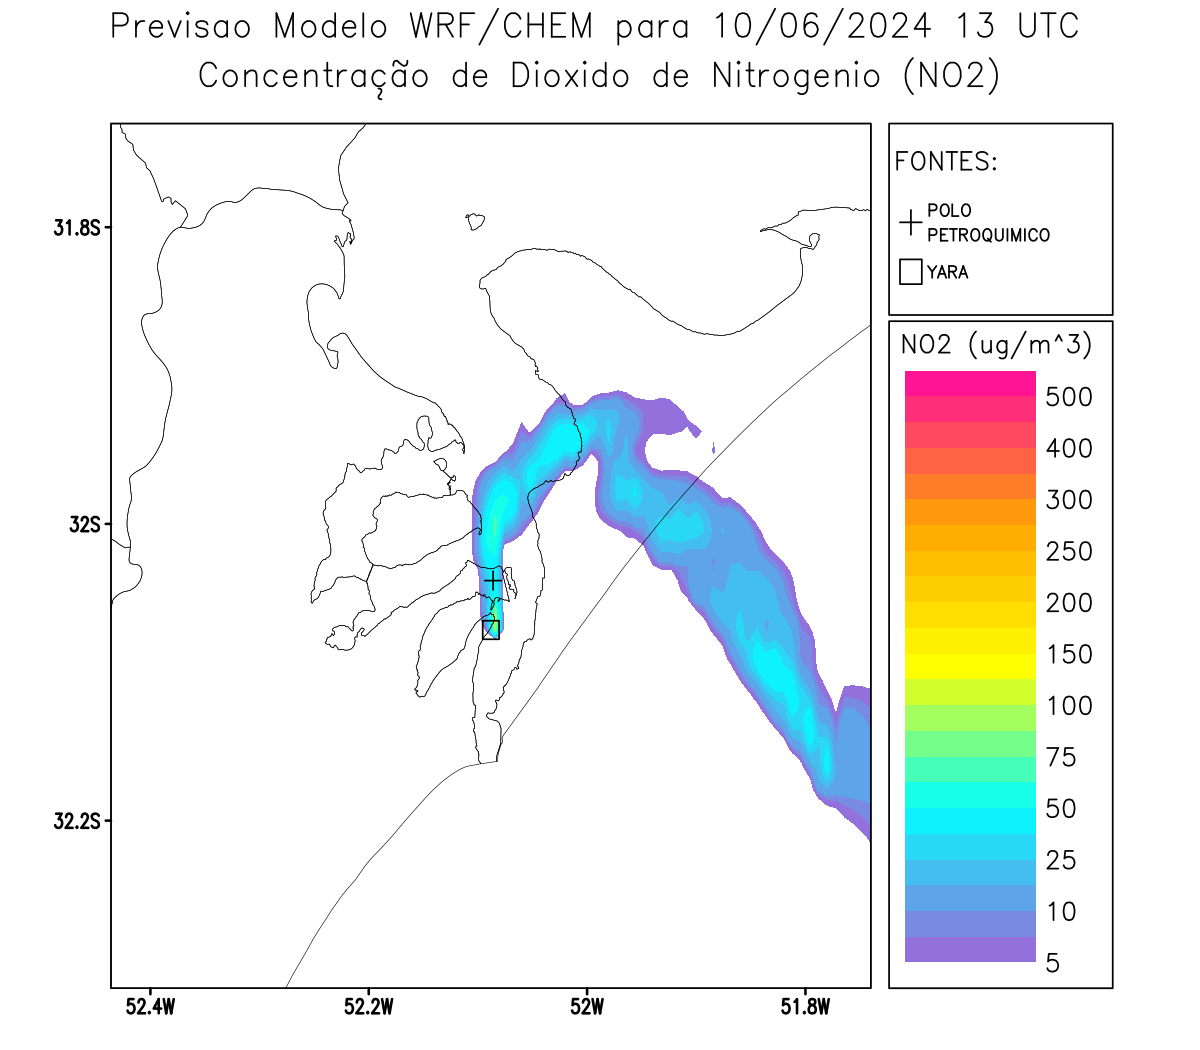 Previsao Modelo WRF/CHEM para 10/06/2024 13 UTC
Concentração de Dioxido de Nitrogenio (NO2)
FONTES:
POLO
PETROQUIMICO
YARA
NO2 (ug/m^3)
500
400
300
250
200
150
100
75
50
25
10
5
31.8S
32S
32.2S
52.4W
52.2W
52W
51.8W